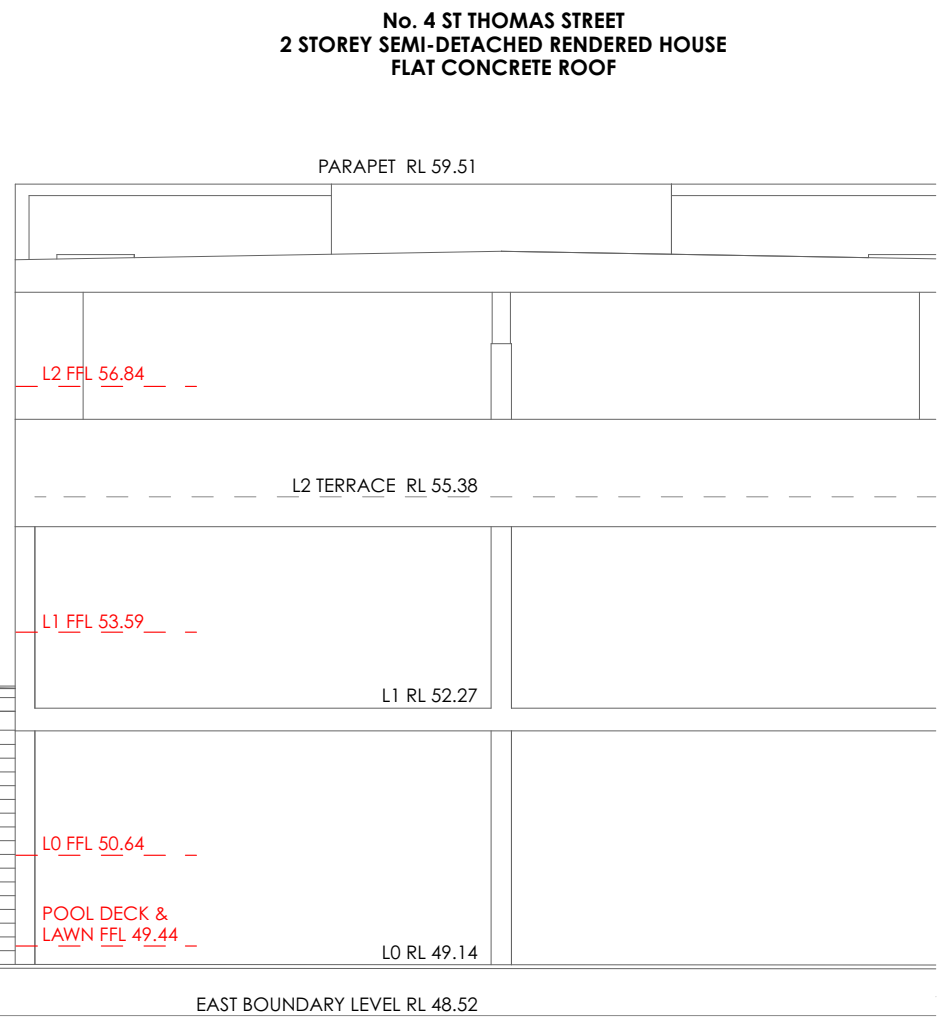 No. 4 ST THOMAS STREET
2 STOREY SEMI-DETACHED RENDERED HOUSE
FLAT CONCRETE ROOF
PARAPET RL 59.51
L2 FFL 56.84
L2 TERRACE RL 55.38
L1 FFL 53.59
L1 RL 52.27
L0 FFL 50.64
POOL DECK &
LAWN FFL 49.44
L0 RL 49.14
EAST BOUNDARY LEVEL RL 48.52